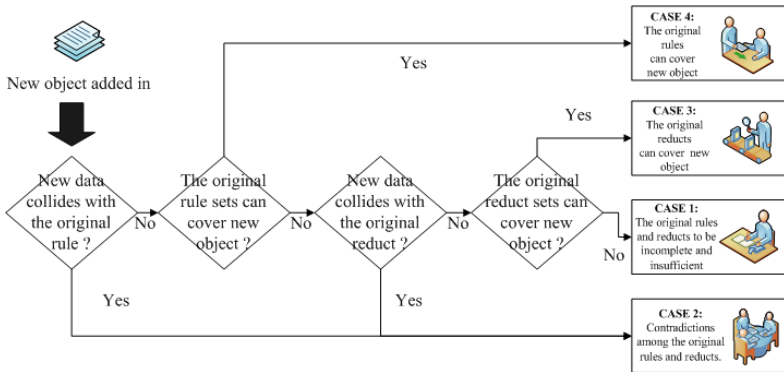 New object added in
New data
collides with
the original
rule ?
No
Yes
The original
rule sets can
cover new
object ?
No
Yes
New data
collides with
the original
reduct ?
No
Yes
The original
reduct sets can
cover new
object ?
Yes
No
CASE 4:
The original
rules
can cover
new object
CASE 3:
The original
reducts
can cover new
object
CASE 1:
The original rules
and reducts to be
incomplete and
insufficient
CASE 2:
Contradictions
among the original
rules and reducts.